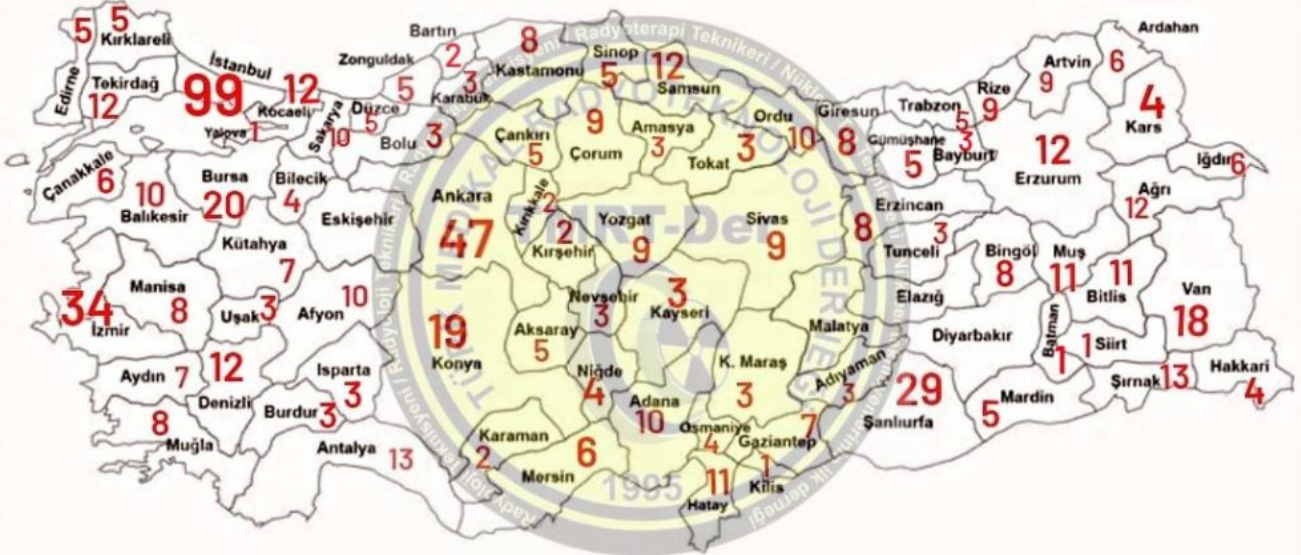 5
5
Kırklareli
Edirne
Tekirdağ
12
İstanbul
99
12
Kocaeli
Yalova
1
Sakarya
10
Düzce
5
Zonguldak
5
Bartın
2
3
Karabük
8
Kastamonu
Sinop
5
12
Samsun
Bolu
3
Çankırı
5
9
Çorum
Amasya
3
Tokat
3
Ordu
10
Giresun
8
Trabzon
5
Gümüşhane
5
3
Bayburt
Rize
9
Artvin
9
Ardahan
6
4
Kars
12
Erzurum
Iğdır
6
Ağrı
12
Çanakkale
6
10
Balıkesir
Bursa
20
Bilecik
4
Eskişehir
Kütahya
7
Ankara
47
Kırıkkale
2
2
Kırşehir
Yozgat
9
Sivas
9
Erzincan
8
3
Tunceli
Bingöl
8
Muş
11
11
Bitlis
Van
18
34
İzmir
Manisa
8
Uşak
3
Afyon
10
19
Konya
Aksaray
5
Nevşehir
3
3
Kayseri
Malatya
Elazığ
Diyarbakır
Batman
1
1
Siirt
Şırnak
13
Hakkari
4
Aydın
7
12
Denizli
Isparta
3
Burdur
3
Niğde
4
Adana
10
K. Maraş
3
Adıyaman
3
29
Şanlıurfa
5
Mardin
8
Muğla
Antalya
13
Karaman
2
6
Mersin
Osmaniye
4
7
Gaziantep
1
Kilis
11
Hatay
TMRT-Der
1995